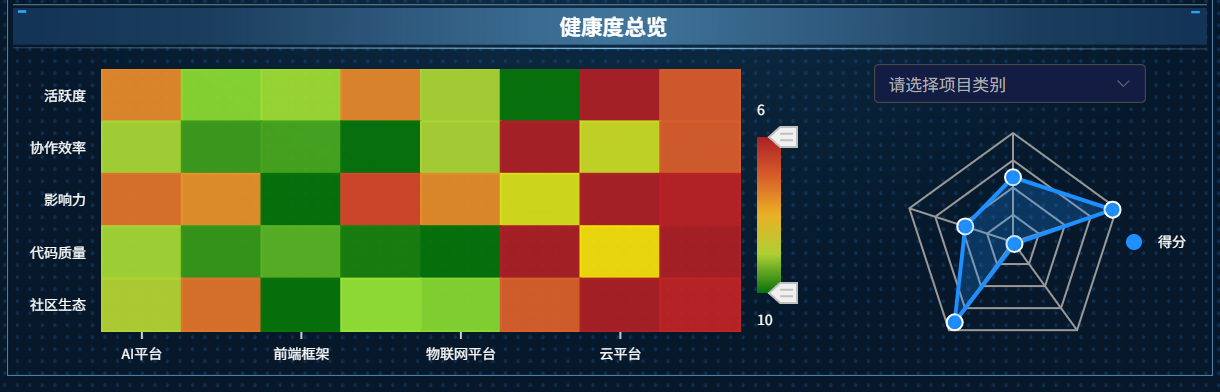 健康度总览
请选择项目类别
6
活跃度
协作效率
影响力
代码质量
社区生态
10
AI平台
前端框架
物联网平台
云平台
得分